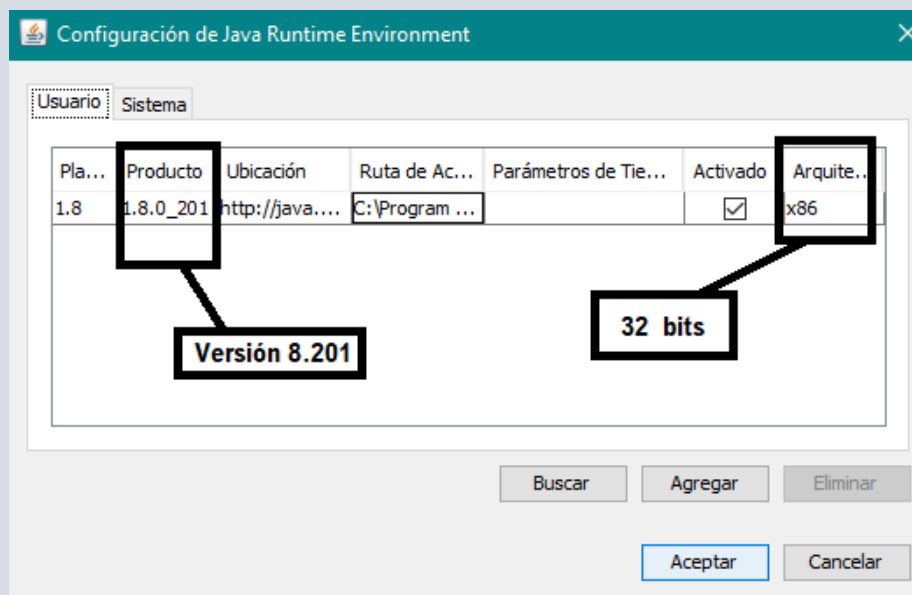 Configuración de Java Runtime Environment
Usuario Sistema
Pla... Producto Ubicación Ruta de Ac... Parámetros de Tie... Activado Arquite..
1.8 1.8.0_201 http://java.... C:\Program ... x86
32 bits
Versión 8.201
Buscar Agregar Eliminar
Aceptar Cancelar